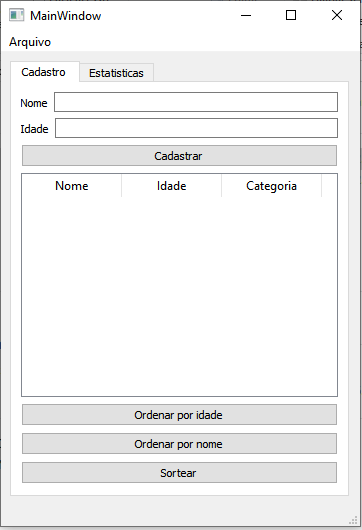 MainWindow
Arquivo
Cadastro Estatisticas
Nome
Idade
Cadastrar
Nome Idade Categoria
Ordenar por idade
Ordenar por nome
Sortear